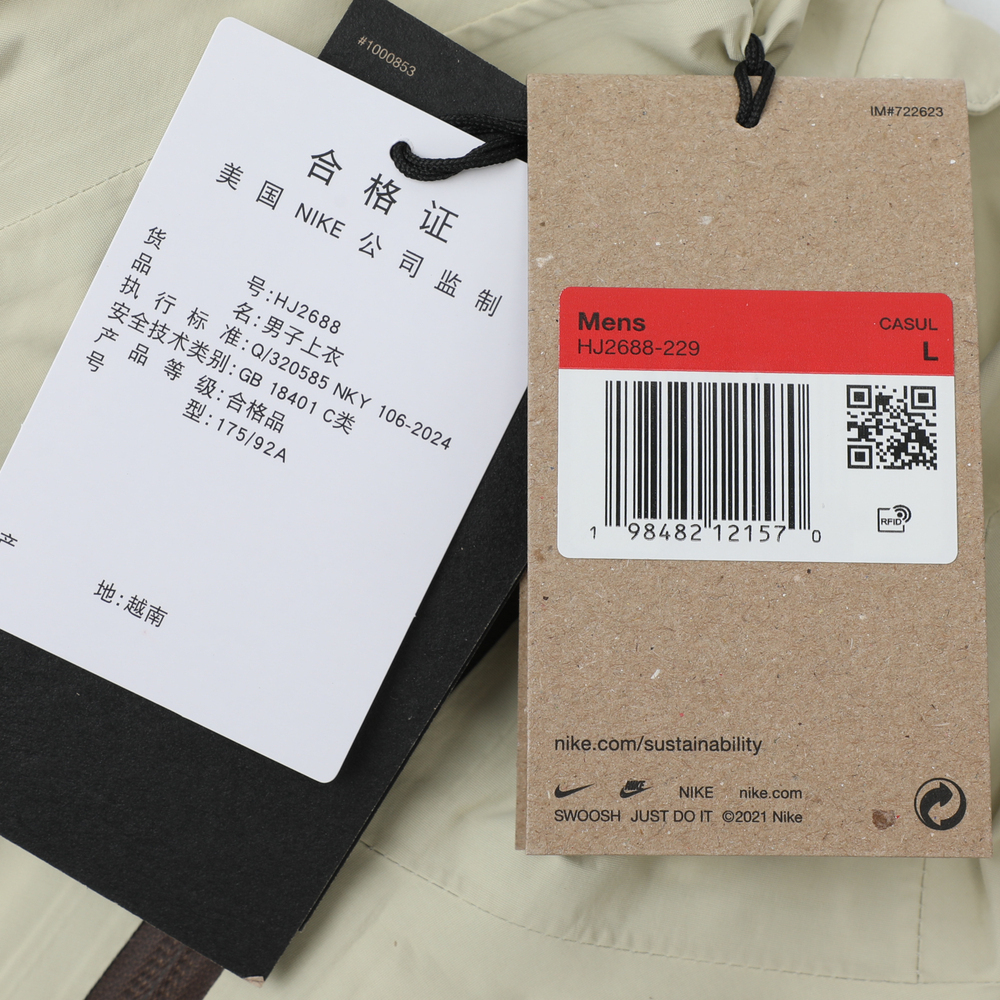 #1000853
合格证
美国 NIKE 公司监制
货 号:HJ2688
品 名:男子上衣
执行标准:Q/320585 NKY 106-2024
安全技术类别:GB 18401 C类
产品等级:合格品
号 型:175/92A
产 地:越南
IM#722623
Mens CASUL
HJ2688-229 L
1 98482 12157 0
RFID
nike.com/sustainability
NIKE nike.com
SWOOSH JUST DO IT ©2021 Nike